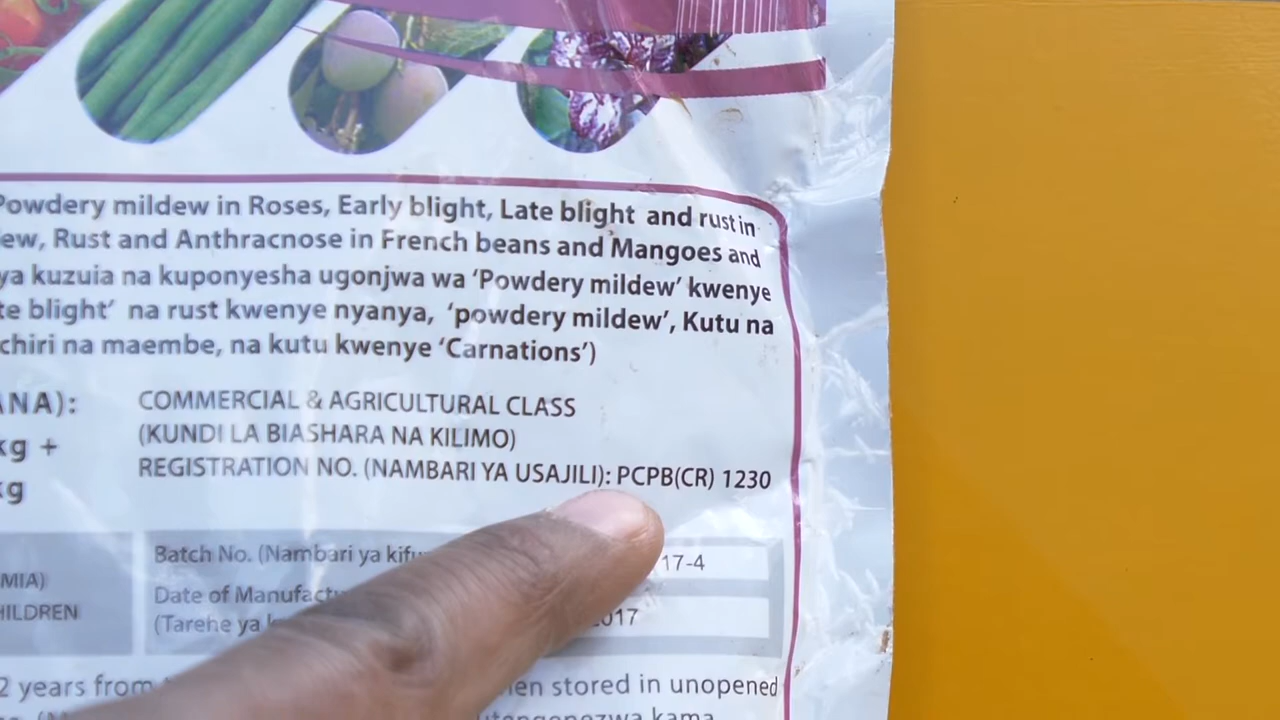 Powdery mildew in Roses, Early blight, Late blight and rust in
ew, Rust and Anthracnose in French beans and Mangoes and
ya kuzuia na kuponyesha ugonjwa wa ‘Powdery mildew’ kwenye
te blight’ na rust kwenye nyanya, ‘powdery mildew’, Kutu na
chiri na maembe, na kutu kwenye ‘Carnations’)
ANA): COMMERCIAL & AGRICULTURAL CLASS
kg + (KUNDI LA BIASHARA NA KILIMO)
kg REGISTRATION NO. (NAMBARI YA USAJILI): PCPB(CR) 1230
Batch No. (Nambari ya kifu 17-4
MIA) Date of Manufactu
HILDREN (Tarehe ya 2017
2 years from en stored in unopened